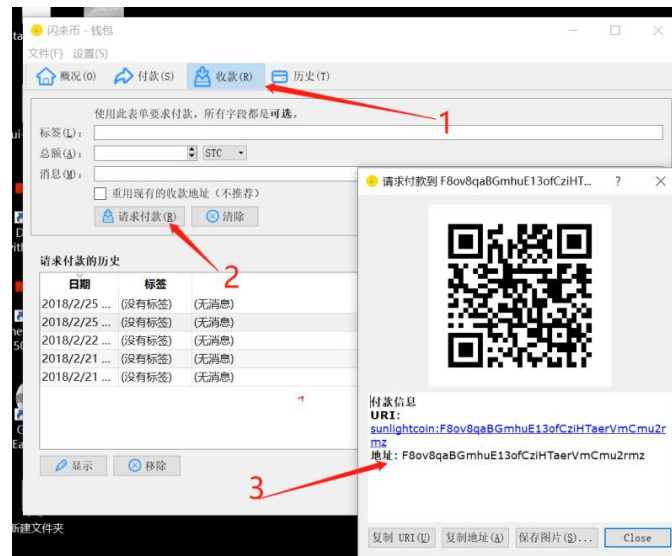 闪来币 - 钱包
文件(F) 设置(S)
概况(O) 付款(S) 收款(R) 历史(T)
1
使用此表单要求付款。所有字段都是可选。
标签(L):
总额(A): STC
消息(M):
重用现有的收款地址（不推荐）
请求付款(R) 清除
2
请求付款的历史
日期 标签
2018/2/25 ... (没有标签) (无消息)
2018/2/25 ... (没有标签) (无消息)
2018/2/22 ... (没有标签) (无消息)
2018/2/21 ... (没有标签) (无消息)
2018/2/21 ... (没有标签) (无消息)
显示 移除
新建文件夹
请求付款到 F8ov8qaBGmhuE13ofCziHT... ?
付款信息
URI:
sunlightcoin:F8ov8qaBGmhuE13ofCziHTaerVmCmu2r
mz
地址: F8ov8qaBGmhuE13ofCziHTaerVmCmu2rmz
3
复制 URI(U) 复制地址(A) 保存图片(S)... Close